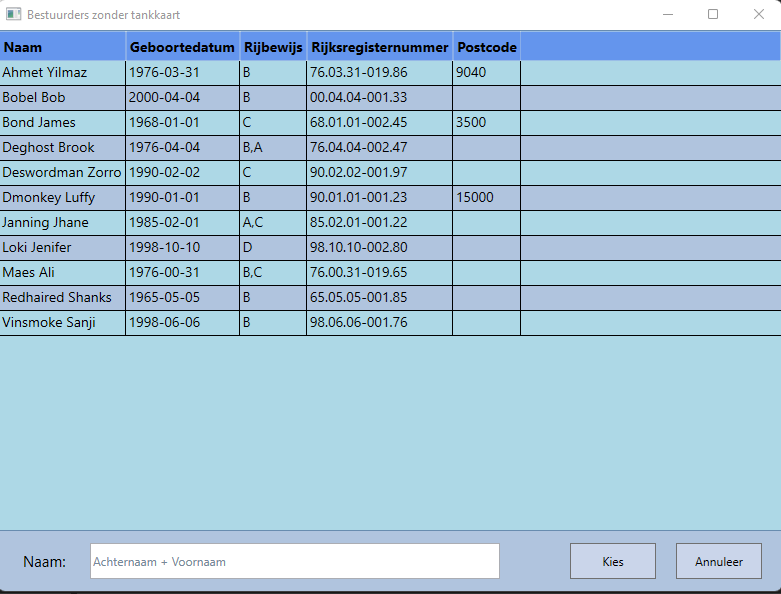 Bestuurders zonder tankkaart
Naam Geboortedatum Rijbewijs Rijksregisternummer Postcode
Ahmet Yilmaz 1976-03-31 B 76.03.31-019.86 9040
Bobel Bob 2000-04-04 B 00.04.04-001.33
Bond James 1968-01-01 C 68.01.01-002.45 3500
Deghost Brook 1976-04-04 B,A 76.04.04-002.47
Deswordman Zorro 1990-02-02 C 90.02.02-001.97
Dmonkey Luffy 1990-01-01 B 90.01.01-001.23 15000
Janning Jhane 1985-02-01 A,C 85.02.01-001.22
Loki Jenifer 1998-10-10 D 98.10.10-002.80
Maes Ali 1976-00-31 B,C 76.00.31-019.65
Redhaired Shanks 1965-05-05 B 65.05.05-001.85
Vinsmoke Sanji 1998-06-06 B 98.06.06-001.76
Naam: Achternaam + Voornaam Kies Annuleer